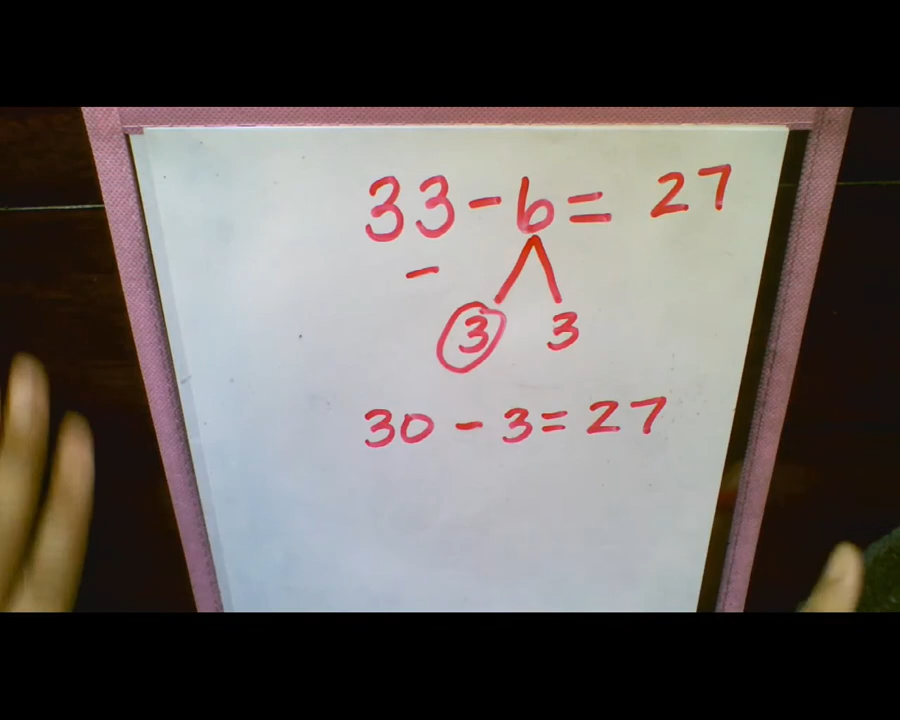 33 - 6 = 27
-
3 3
30 - 3 = 27